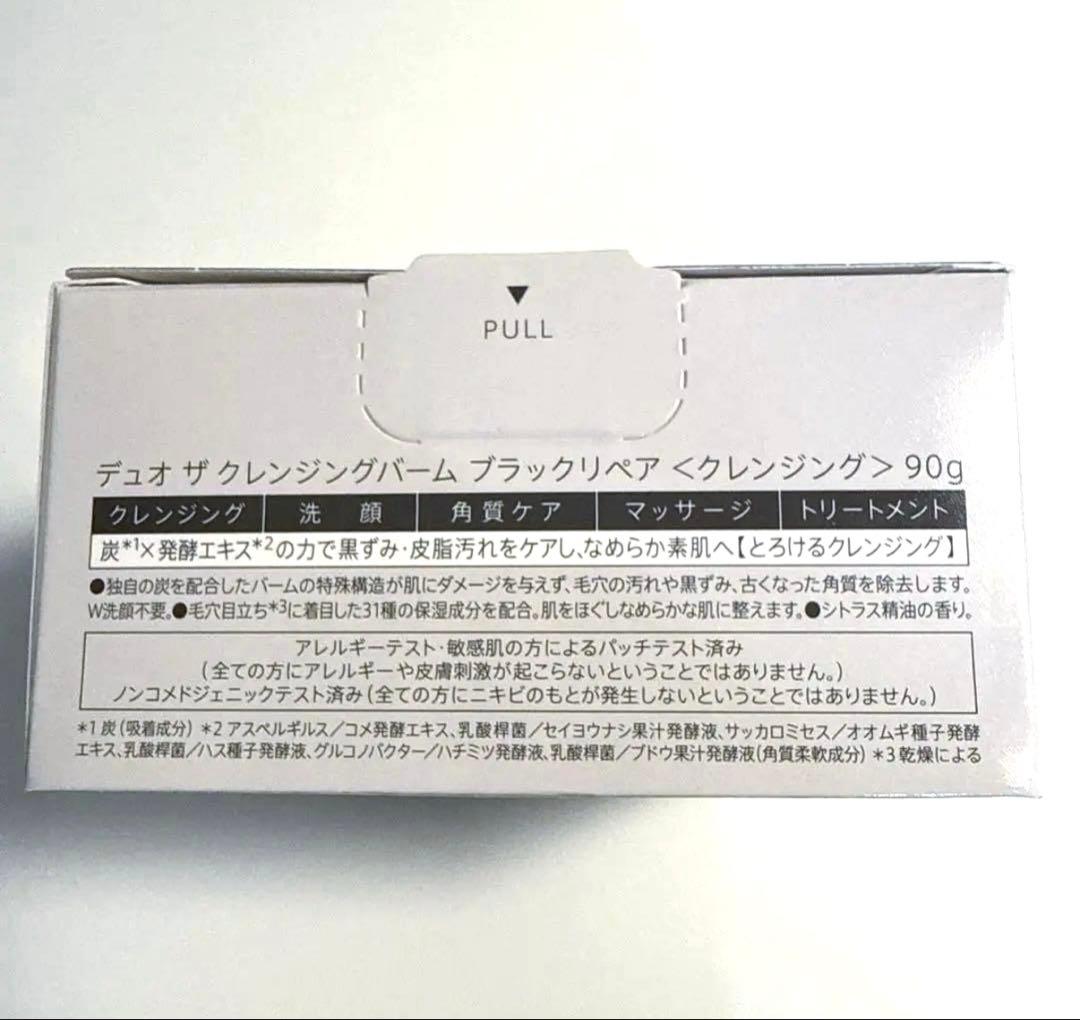 ▼
PULL
デュオ ザ クレンジングバーム ブラックリペア <クレンジング> 90g
クレンジング 洗 顔 角質ケア マッサージ トリートメント
炭*1×発酵エキス*2の力で黒ずみ・皮脂汚れをケアし、なめらか素肌へ【とろけるクレンジング】
●独自の炭を配合したバームの特殊構造が肌にダメージを与えず、毛穴の汚れや黒ずみ、古くなった角質を除去します。
W洗顔不要。●毛穴目立ち*3に着目した31種の保湿成分を配合。肌をほぐしなめらかな肌に整えます。●シトラス精油の香り。
アレルギーテスト・敏感肌の方によるパッチテスト済み
(全ての方にアレルギーや皮膚刺激が起こらないということではありません。)
ノンコメドジェニックテスト済み(全ての方にニキビのもとが発生しないということではありません。)
*1 炭(吸着成分) *2 アスペルギルス/コメ発酵エキス、乳酸桿菌/セイヨウナシ果汁発酵液、サッカロミセス/オオムギ種子発酵
エキス、乳酸桿菌/ハス種子発酵液、グルコノバクター/ハチミツ発酵液、乳酸桿菌/ブドウ果汁発酵液(角質柔軟成分) *3 乾燥による